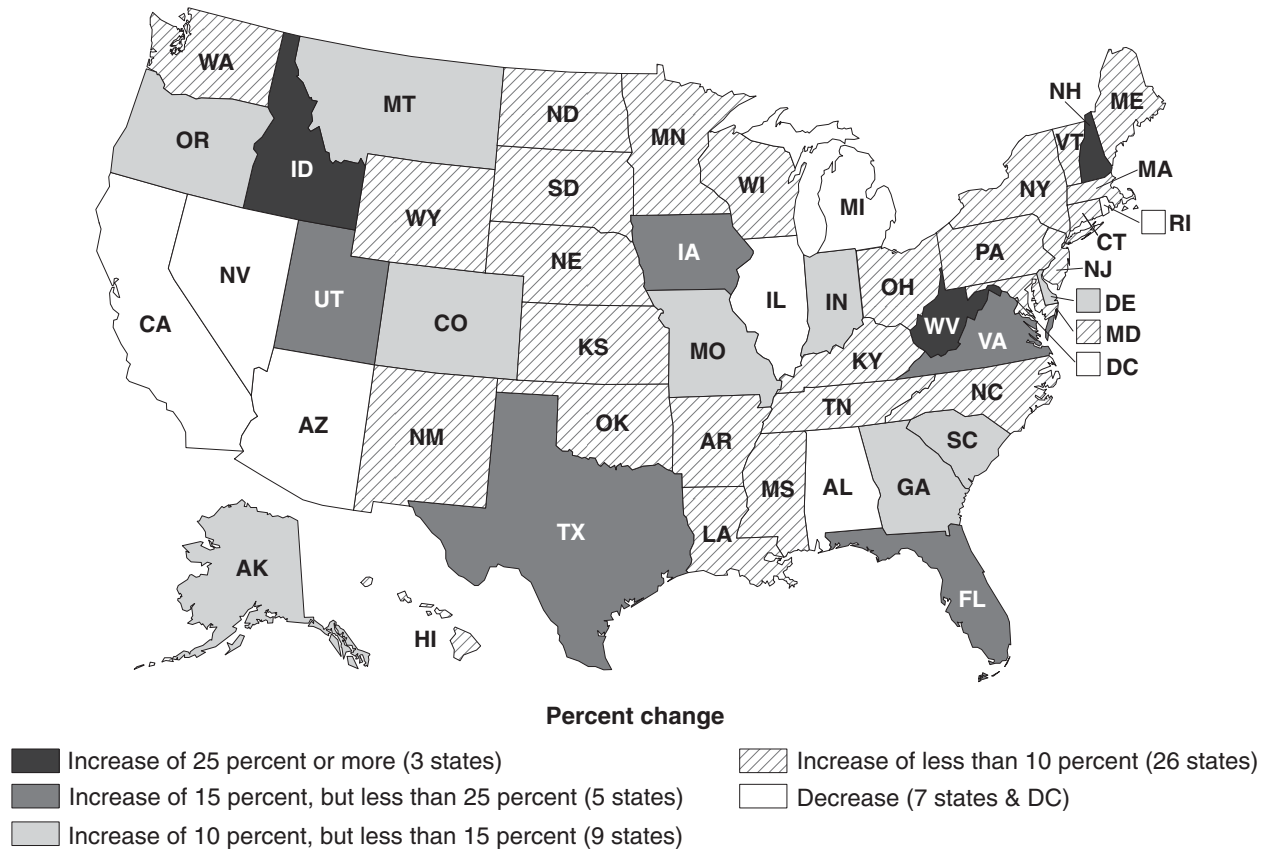 WA
MT
ND
MN
NH
ME
VT
OR
ID
SD
WI
NY
MA
WY
MI
RI
IA
PA
CT
NV
NE
NJ
UT
IL
IN
OH
DE
CA
CO
WV
MD
KS
MO
VA
KY
DC
NC
TN
AZ
NM
OK
AR
SC
MS
AL
GA
TX
LA
AK
FL
HI
Percent change
Increase of 25 percent or more (3 states)
Increase of 15 percent, but less than 25 percent (5 states)
Increase of 10 percent, but less than 15 percent (9 states)
Increase of less than 10 percent (26 states)
Decrease (7 states & DC)